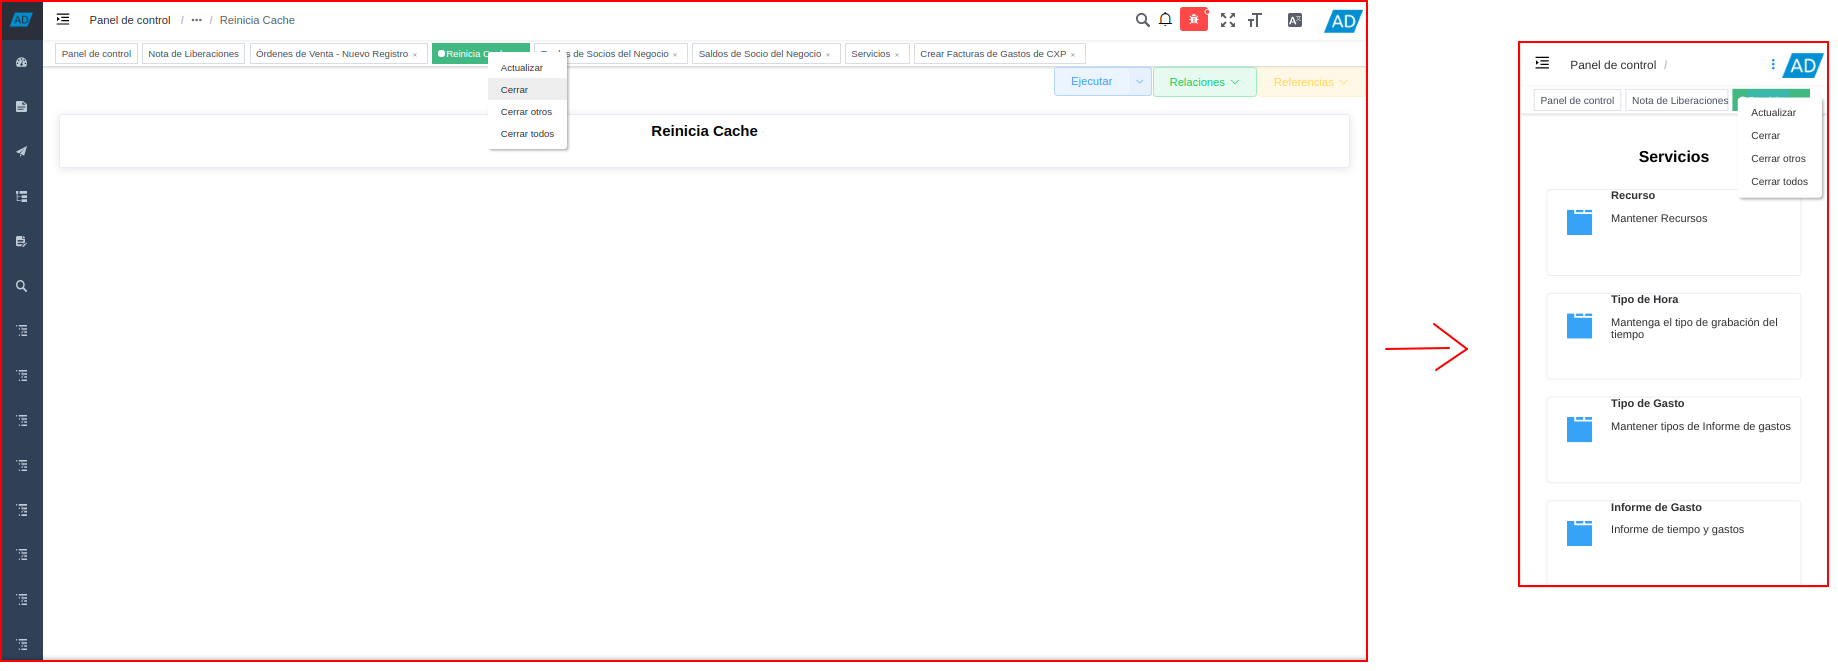 AD
Panel de control / ••• / Reinicia Cache
AD
Panel de control
Nota de Liberaciones
Órdenes de Venta - Nuevo Registro ×
Reinicia
s de Socios del Negocio ×
Saldos de Socio del Negocio ×
Servicios ×
Crear Facturas de Gastos de CXP ×
Actualizar
Cerrar
Cerrar otros
Cerrar todos
Ejecutar
Relaciones
Referencias
Reinicia Cache
Panel de control /
AD
Panel de control
Nota de Liberaciones
Actualizar
Cerrar
Cerrar otros
Cerrar todos
Servicios
Recurso
Mantener Recursos
Tipo de Hora
Mantenga el tipo de grabación del
tiempo
Tipo de Gasto
Mantener tipos de Informe de gastos
Informe de Gasto
Informe de tiempo y gastos